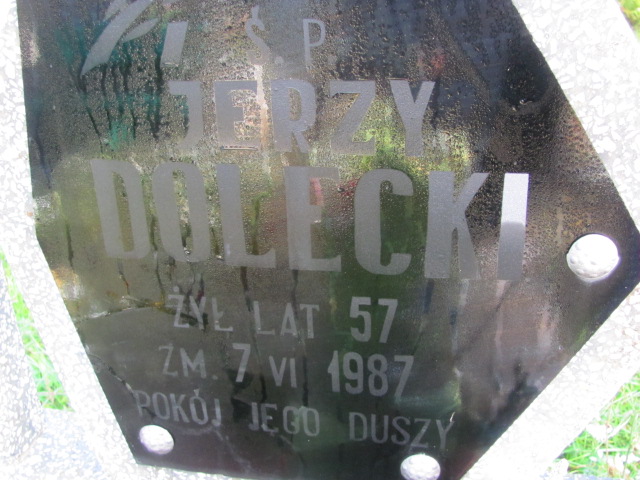 Ś P
JERZY
DOLECKI
ŻYŁ LAT 57
ZM. 7 VI 1987
POKÓJ JEGO DUSZY